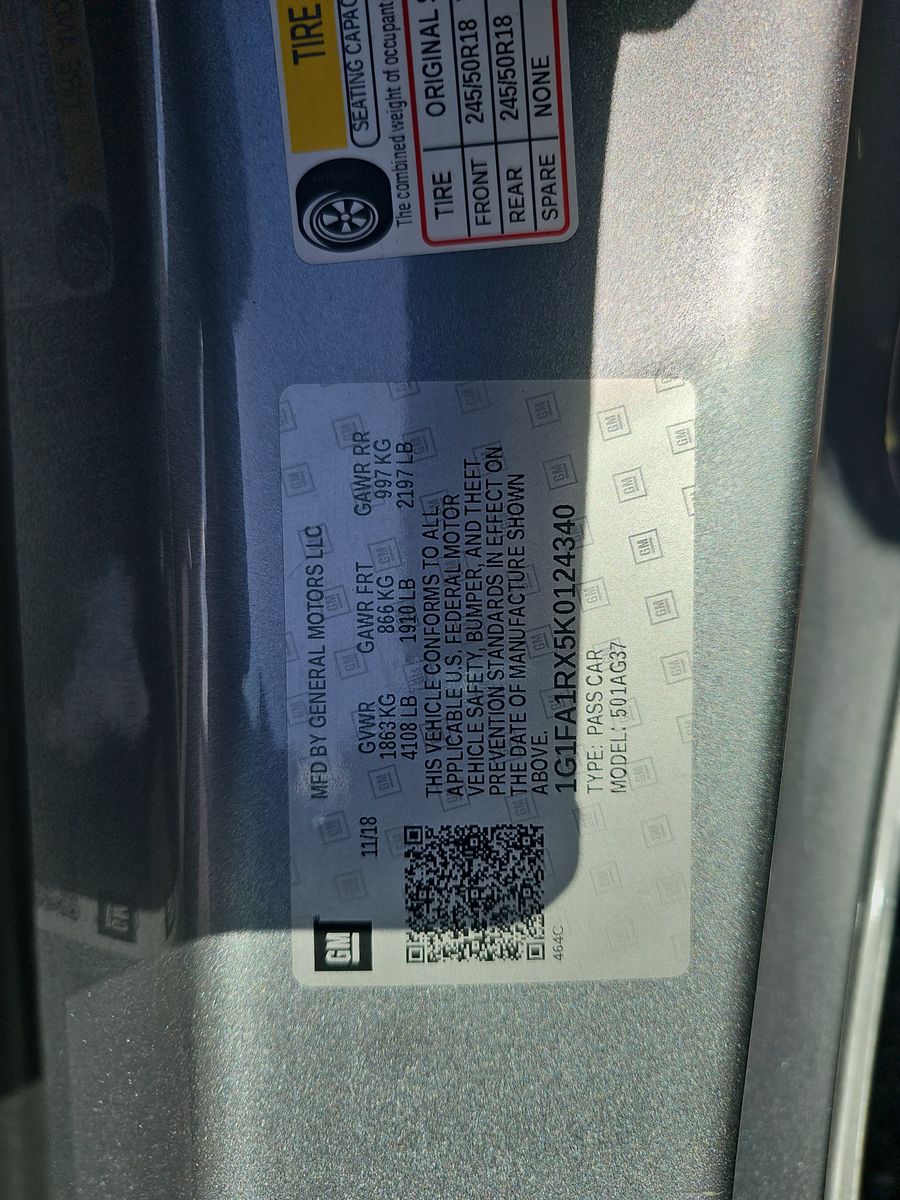 TIRE
SEATING CAPAC
The combined weight of occupant
TIRE ORIGINAL S
FRONT 245/50R18
REAR 245/50R18
SPARE NONE
MFD BY GENERAL MOTORS LLC
11/18 GVWR GAWR FRT GAWR RR
1863 KG 866 KG 997 KG
4108 LB 1910 LB 2197 LB
THIS VEHICLE CONFORMS TO ALL
APPLICABLE U.S. FEDERAL MOTOR
VEHICLE SAFETY, BUMPER, AND THEFT
PREVENTION STANDARDS IN EFFECT ON
THE DATE OF MANUFACTURE SHOWN
ABOVE.
1G1FA1RX5K0124340
TYPE: PASS CAR
MODEL: 501AG37
GM
464C